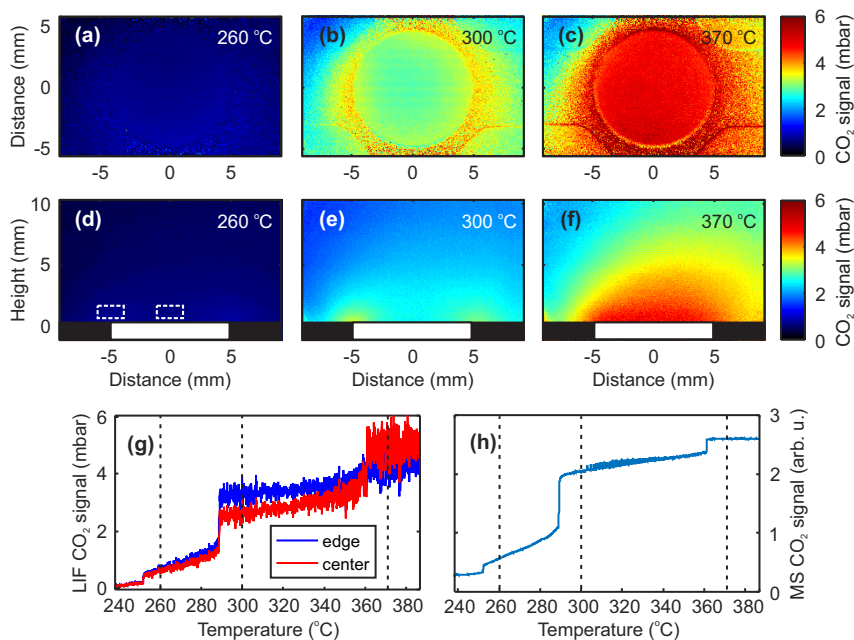 (a) 260 °C (b) 300 °C (c) 370 °C
Distance (mm)
5
0
-5
-5 0 5
-5 0 5
-5 0 5
6
4
2
0
CO₂ signal (mbar)
(d) 260 °C (e) 300 °C (f) 370 °C
Height (mm)
10
5
0
-5 0 5
-5 0 5
-5 0 5
Distance (mm) Distance (mm) Distance (mm)
6
4
2
0
CO₂ signal (mbar)
(g)
LIF CO₂ signal (mbar)
6
4
2
0
edge
center
240 260 280 300 320 340 360 380
Temperature (°C)
(h)
3
2
1
0
MS CO₂ signal (arb. u.)
240 260 280 300 320 340 360 380
Temperature (°C)